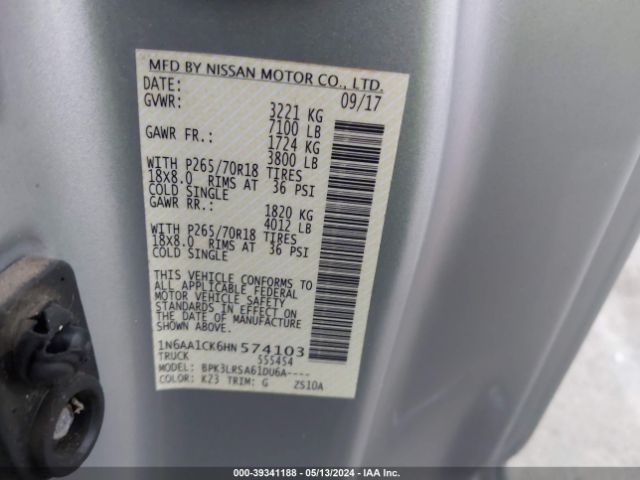 MFD BY NISSAN MOTOR CO., LTD.
DATE: 09/17
GVWR: 3221 KG
7100 LB
GAWR FR.: 1724 KG
3800 LB
WITH P265/70R18 TIRES
18X8.0 RIMS AT 36 PSI
COLD SINGLE
GAWR RR.: 1820 KG
4012 LB
WITH P265/70R18 TIRES
18X8.0 RIMS AT 36 PSI
COLD SINGLE
THIS VEHICLE CONFORMS TO
ALL APPLICABLE FEDERAL
MOTOR VEHICLE SAFETY
STANDARDS IN EFFECT ON
THE DATE OF MANUFACTURE
SHOWN ABOVE.
1N6AA1CK6HN574103
TRUCK 555454
MODEL: BPK3LRSA61DU6A----
COLOR: K23 TRIM: G ZS10A
000-39341188 - 05/13/2024 - IAA Inc.